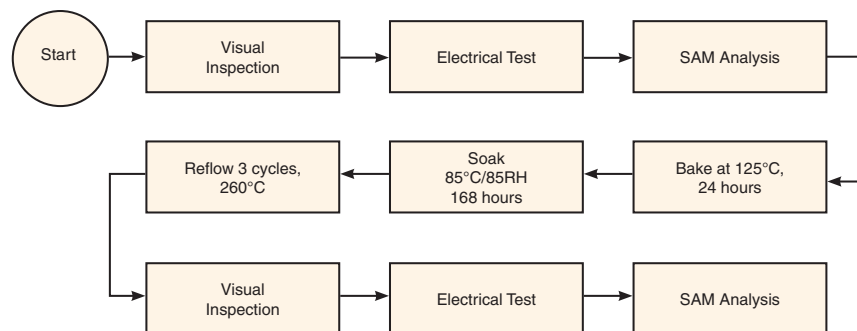 Start
Visual
Inspection
Electrical Test
SAM Analysis
Bake at 125°C,
24 hours
Soak
85°C/85RH
168 hours
Reflow 3 cycles,
260°C
Visual
Inspection
Electrical Test
SAM Analysis